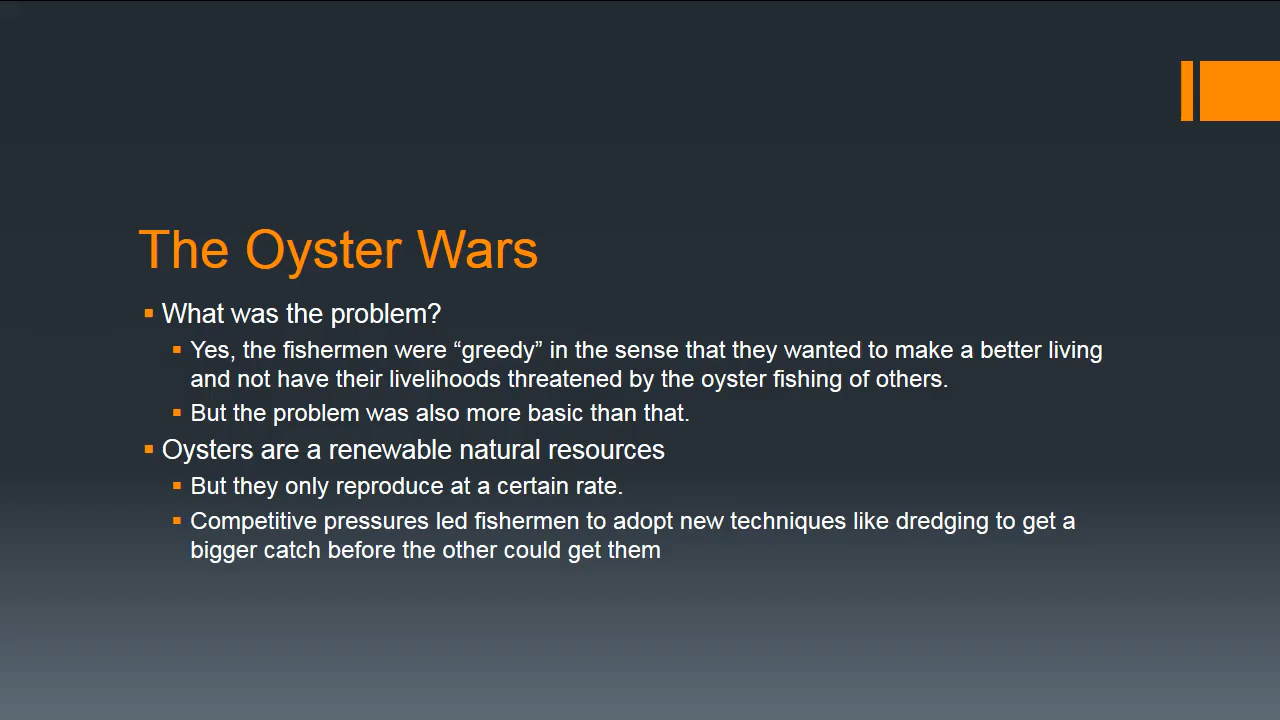 The Oyster Wars
What was the problem?
Yes, the fishermen were “greedy” in the sense that they wanted to make a better living
and not have their livelihoods threatened by the oyster fishing of others.
But the problem was also more basic than that.
Oysters are a renewable natural resources
But they only reproduce at a certain rate.
Competitive pressures led fishermen to adopt new techniques like dredging to get a
bigger catch before the other could get them